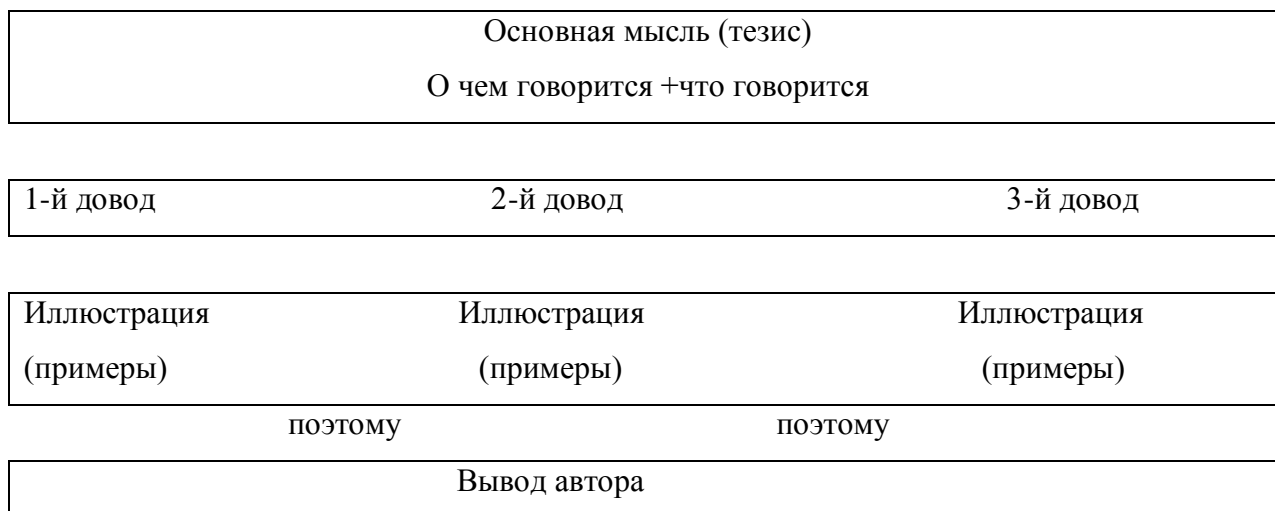 Основная мысль (тезис)
О чем говорится +что говорится
1-й довод 2-й довод 3-й довод
Иллюстрация Иллюстрация Иллюстрация
(примеры) (примеры) (примеры)
поэтому поэтому
Вывод автора